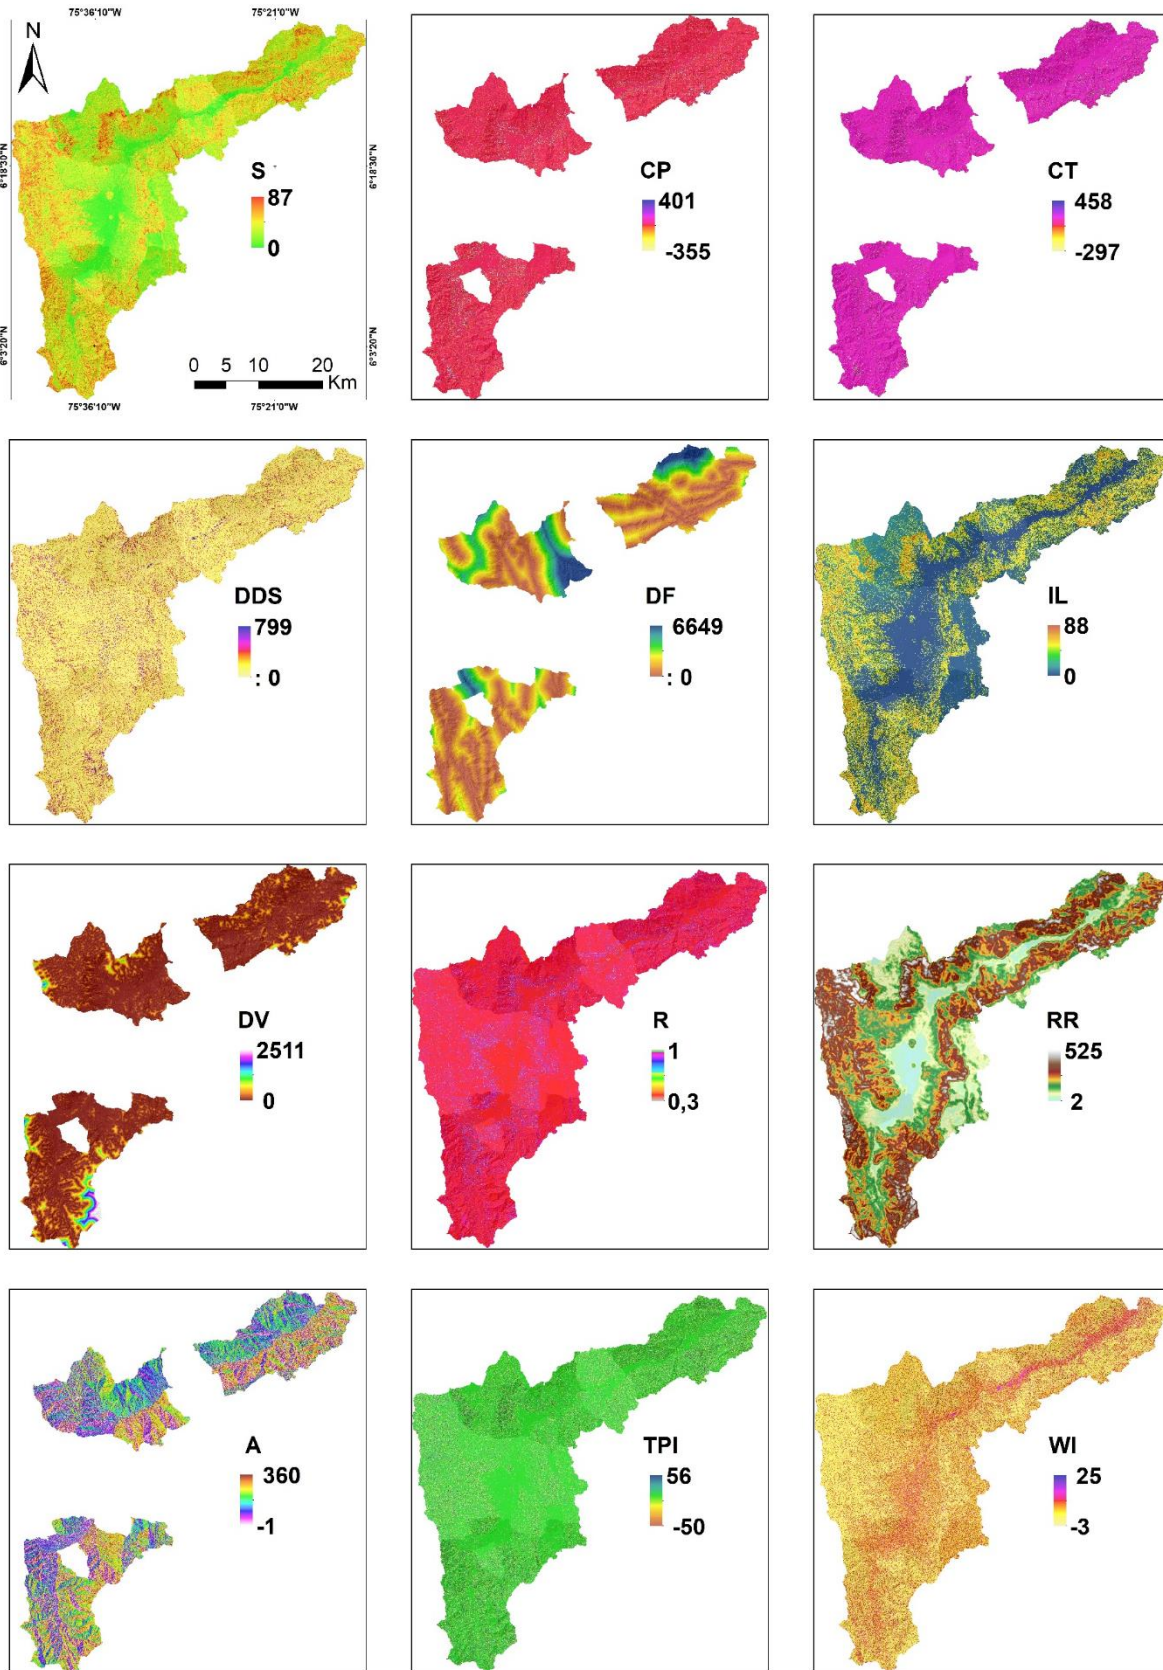 75°36'10"W 75°21'0"W
N
6°18'30"N
6°18'30"N
S
87
0
6°3'20"N
6°3'20"N
0 5 10 20
Km
75°36'10"W 75°21'0"W
CP
401
-355
CT
458
-297
DDS
799
: 0
DF
6649
: 0
IL
88
0
DV
2511
0
R
1
0,3
RR
525
2
A
360
-1
TPI
56
-50
WI
25
-3